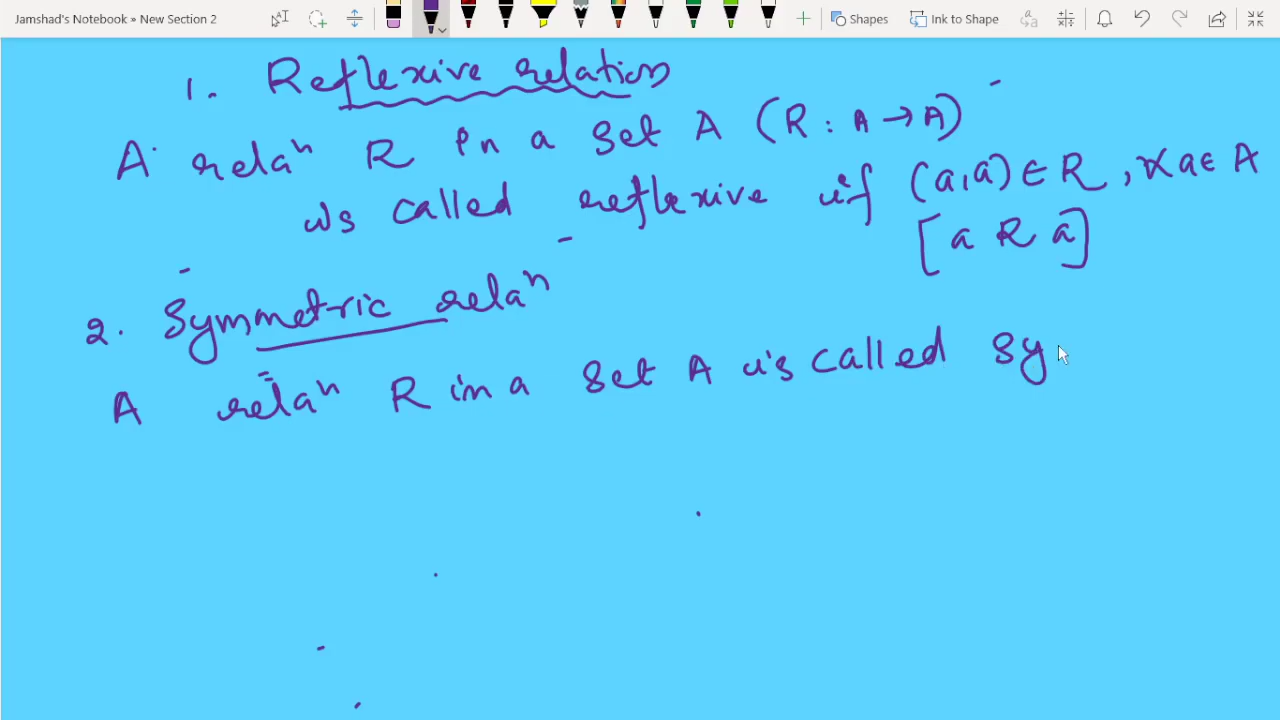 Jamshad's Notebook » New Section 2
Shapes
Ink to Shape
1. Reflexive relation
A relaⁿ R in a set A (R : A → A)
is called reflexive if (a,a) ∈ R, ∀ a ∈ A
[a R a]
2. Symmetric relaⁿ
A relaⁿ R in a set A is called sy